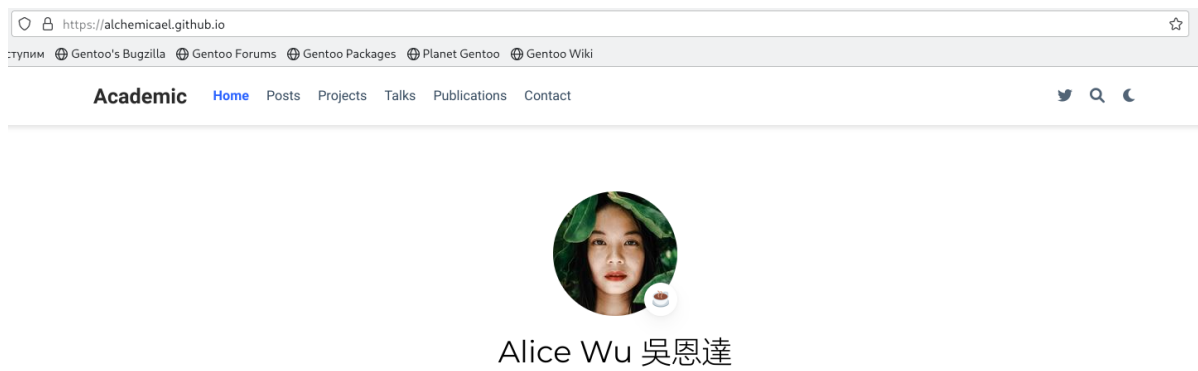 https://alchemicael.github.io
ступим Gentoo's Bugzilla Gentoo Forums Gentoo Packages Planet Gentoo Gentoo Wiki
Academic Home Posts Projects Talks Publications Contact
Alice Wu 吳恩達